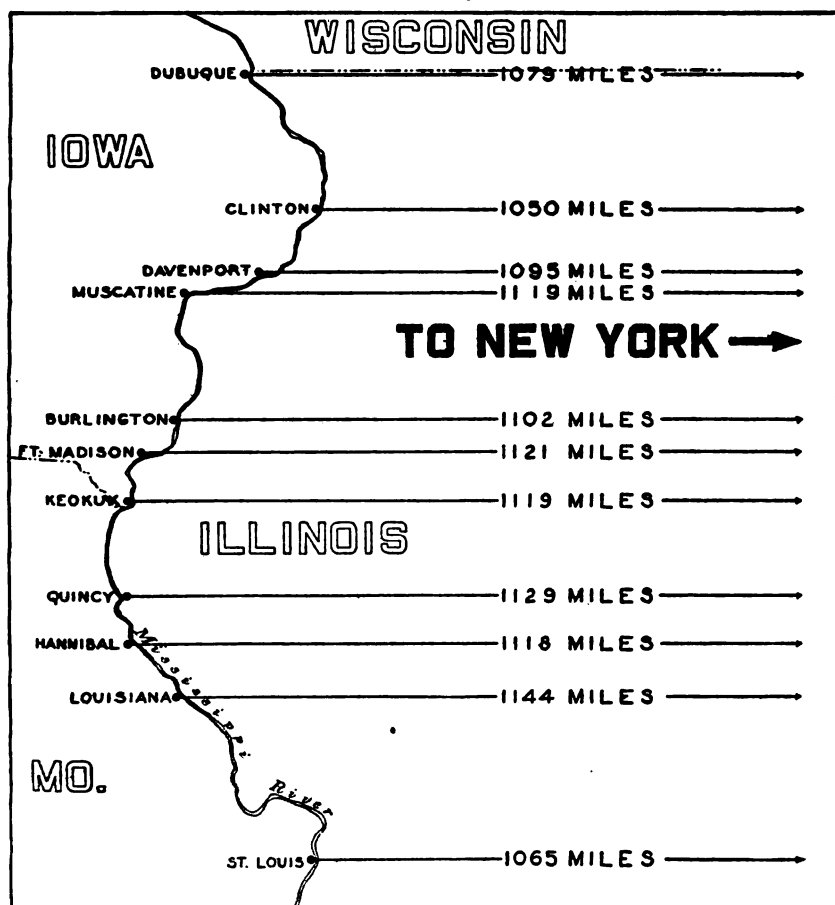 WISCONSIN
DUBUQUE 1079 MILES
IOWA
CLINTON 1050 MILES
DAVENPORT 1095 MILES
MUSCATINE 1119 MILES
TO NEW YORK
BURLINGTON 1102 MILES
FT. MADISON 1121 MILES
KEOKUK 1119 MILES
ILLINOIS
QUINCY 1129 MILES
HANNIBAL 1118 MILES
Mississippi River
LOUISIANA 1144 MILES
MO.
ST. LOUIS 1065 MILES